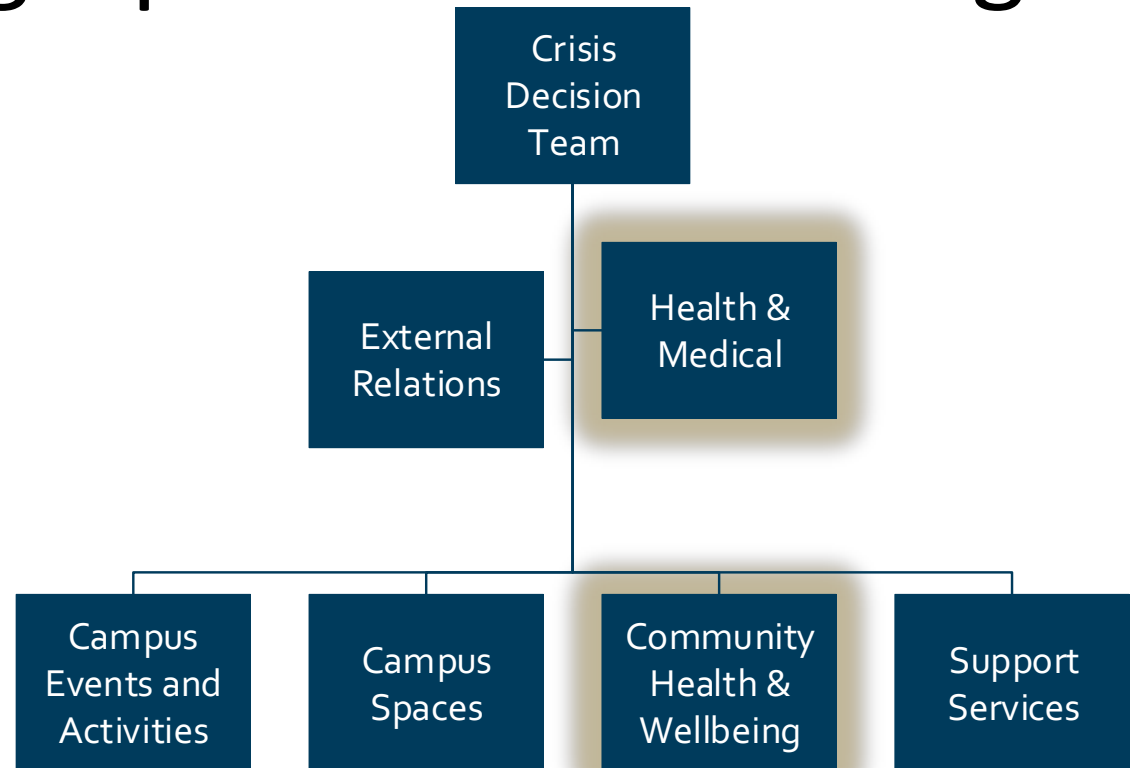 Crisis
Decision
Team
Health &
Medical
External
Relations
Campus
Events and
Activities
Campus
Spaces
Community
Health &
Wellbeing
Support
Services